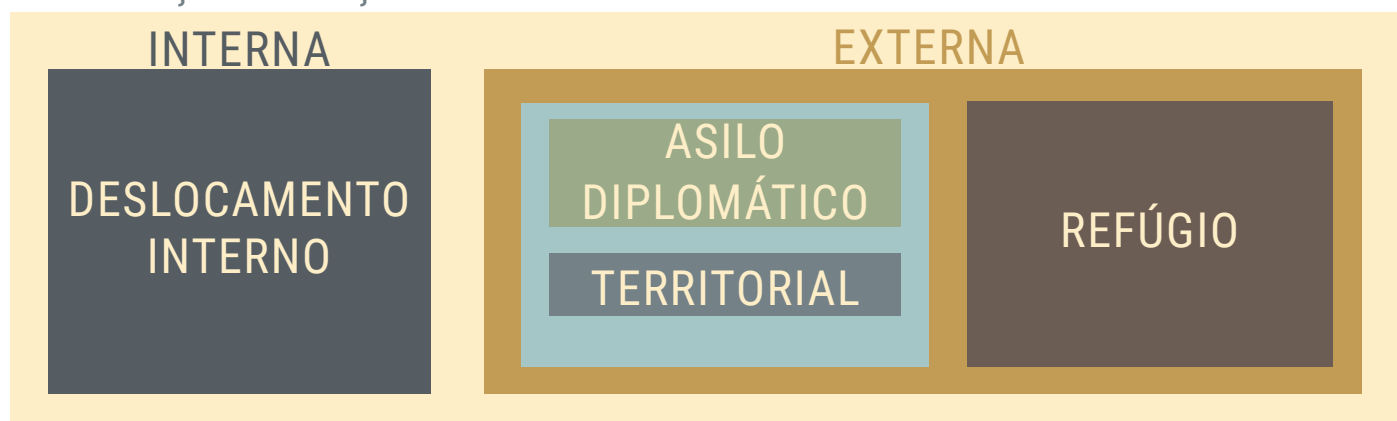 INTERNA
EXTERNA
DESLOCAMENTO
INTERNO
ASILO
DIPLOMÁTICO
TERRITORIAL
REFÚGIO